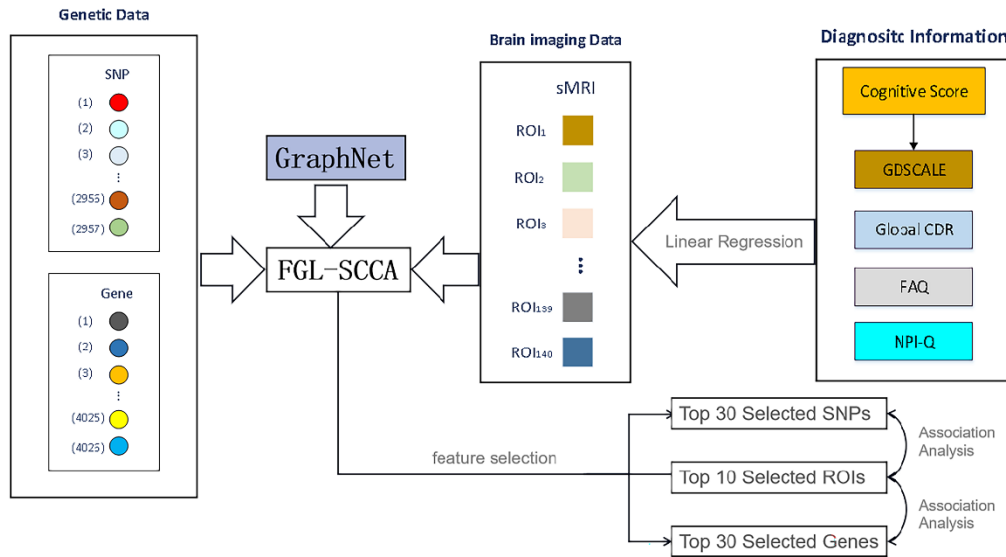 Genetic Data
SNP
(1)
(2)
(3)
⋮
(2956)
(2957)
Gene
(1)
(2)
(3)
⋮
(4025)
(4026)
GraphNet
FGL-SCCA
Brain imaging Data
sMRI
ROI1
ROI2
ROI3
...
ROI139
ROI140
Linear Regression
Diagnositc Information
Cognitive Score
GDSCALE
Global CDR
FAQ
NPI-Q
feature selection
Top 30 Selected SNPs
Top 10 Selected ROIs
Top 30 Selected Genes
Association
Analysis
Association
Analysis